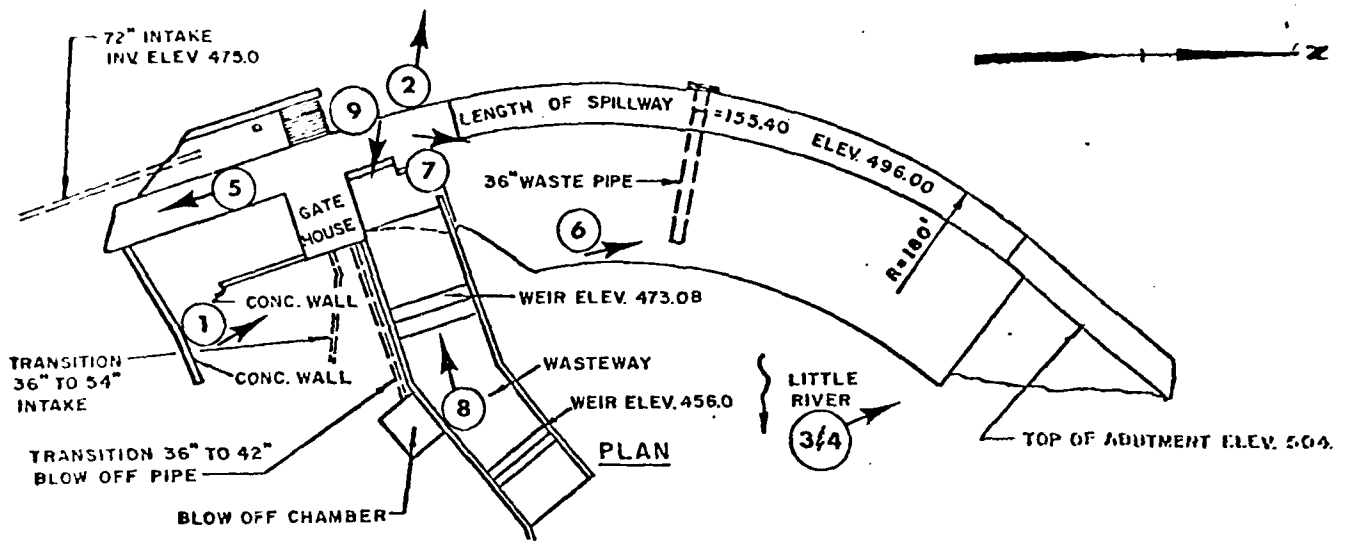 72" INTAKE
INV. ELEV 475.0
2
9
LENGTH OF SPILLWAY =155.40 ELEV. 496.00
7
5
36" WASTE PIPE
GATE
HOUSE
6
R=180'
CONC. WALL
WEIR ELEV. 473.08
1
TRANSITION
36" TO 54"
INTAKE
CONC. WALL
WASTEWAY
8
LITTLE
RIVER
3/4
WEIR ELEV. 456.0
TOP OF ABUTMENT ELEV. 504.
PLAN
TRANSITION 36" TO 42"
BLOW OFF PIPE
BLOW OFF CHAMBER